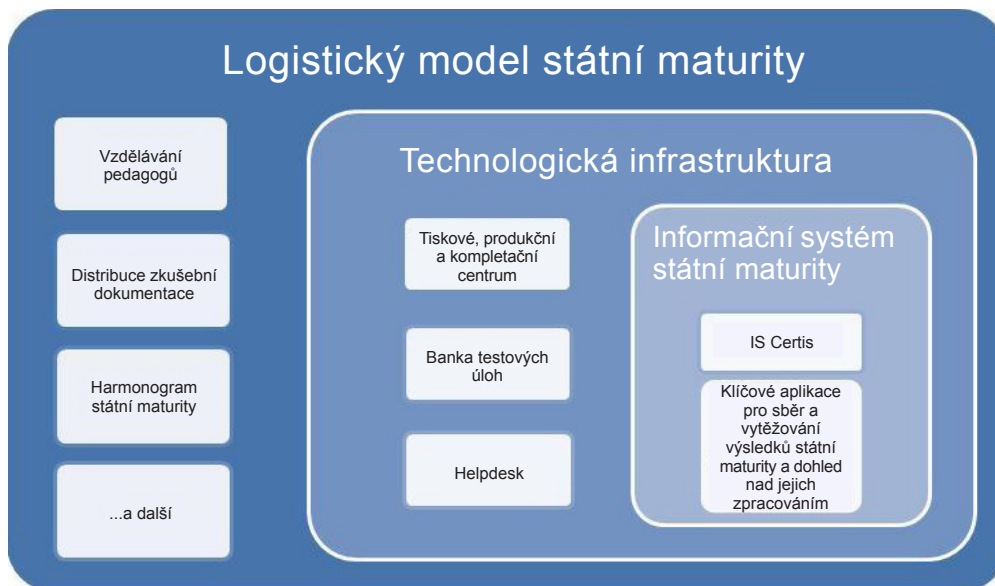 Logistický model státní maturity
Vzdělávání
pedagogů
Distribuce zkušební
dokumentace
Harmonogram
státní maturity
...a další
Technologická infrastruktura
Tiskové, produkční
a kompletační
centrum
Banka testových
úloh
Helpdesk
Informační systém
státní maturity
IS Certis
Klíčové aplikace
pro sběr a
vytěžování
výsledků státní
maturity a dohled
nad jejich
zpracováním